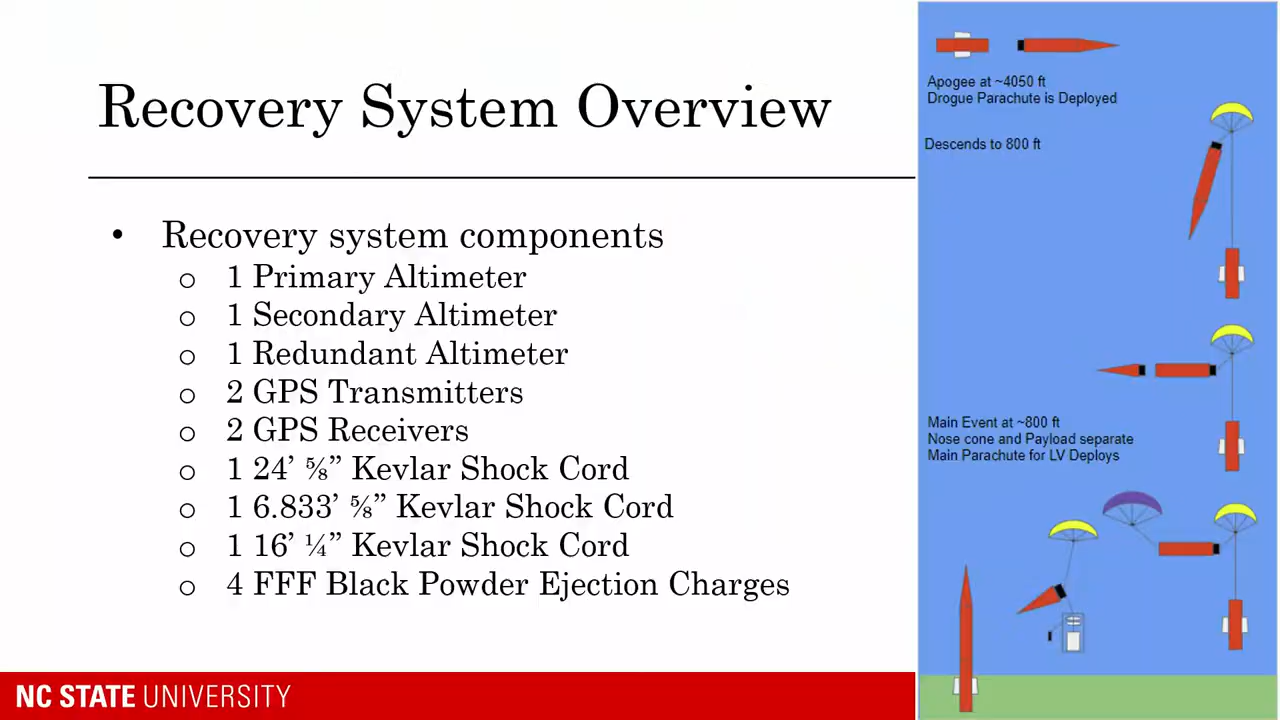 Recovery System Overview
• Recovery system components
o 1 Primary Altimeter
o 1 Secondary Altimeter
o 1 Redundant Altimeter
o 2 GPS Transmitters
o 2 GPS Receivers
o 1 24’ ⅝” Kevlar Shock Cord
o 1 6.833’ ⅝” Kevlar Shock Cord
o 1 16’ ¼” Kevlar Shock Cord
o 4 FFF Black Powder Ejection Charges
NC STATE UNIVERSITY
Apogee at ~4050 ft
Drogue Parachute is Deployed
Descends to 800 ft
Main Event at ~800 ft
Nose cone and Payload separate
Main Parachute for LV Deploys